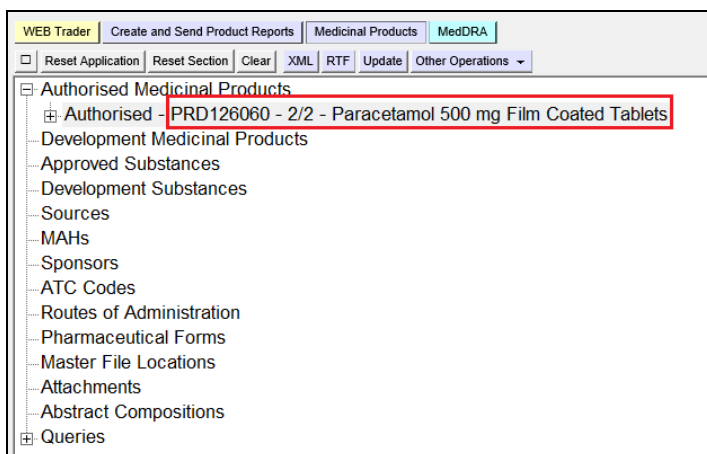 WEB Trader Create and Send Product Reports Medicinal Products MedDRA
Reset Application Reset Section Clear XML RTF Update Other Operations
Authorised Medicinal Products
Authorised - PRD126060 - 2/2 - Paracetamol 500 mg Film Coated Tablets
Development Medicinal Products
Approved Substances
Development Substances
Sources
MAHs
Sponsors
ATC Codes
Routes of Administration
Pharmaceutical Forms
Master File Locations
Attachments
Abstract Compositions
Queries